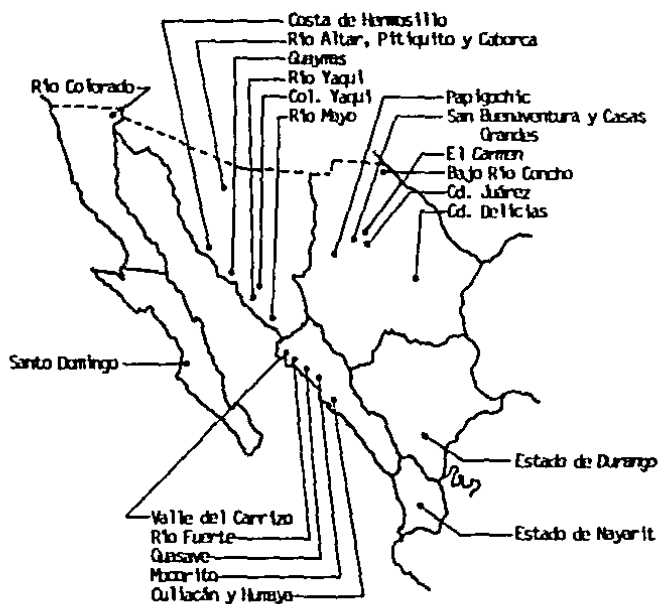 Costa de Hermosillo
Río Altar, Pitiquito y Caborca
Guaymas
Río Yaqui
Col. Yaqui
Río Mayo
Río Colorado
Papigochic
San Buenaventura y Casas
Grandes
El Carmen
Bajo Río Concho
Cd. Juárez
Cd. Delicias
Santo Domingo
Estado de Durango
Estado de Nayarit
Valle del Carrizo
Río Fuerte
Guasave
Mocorito
Culiacán y Humaya